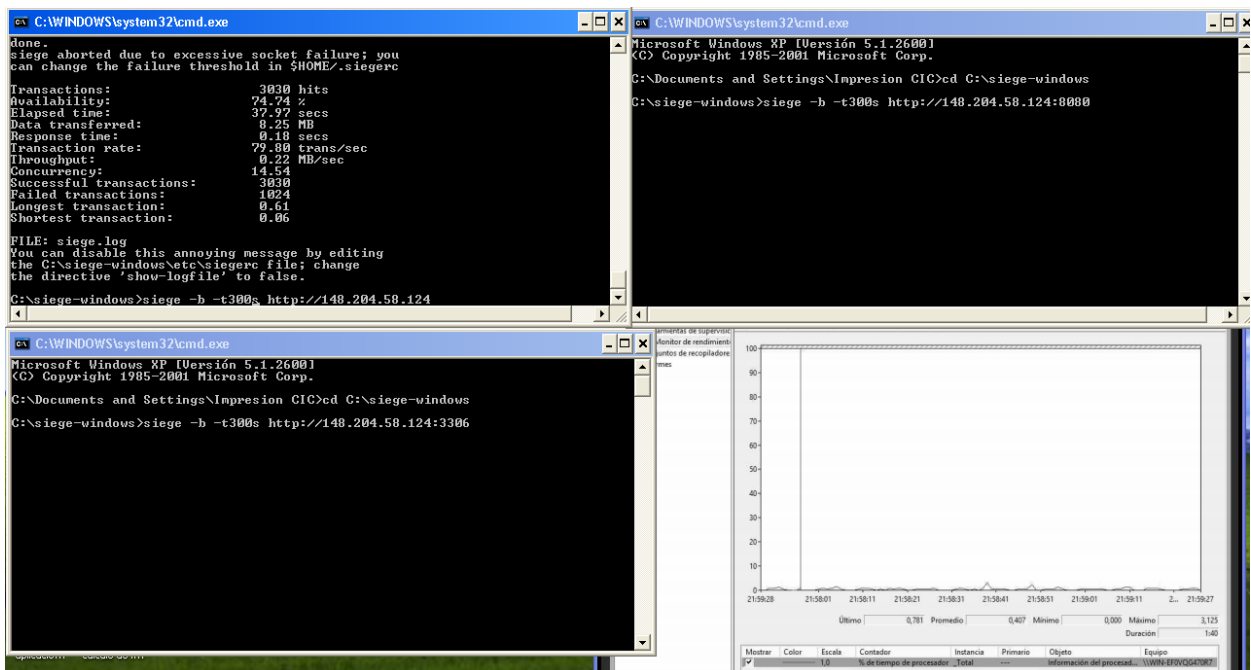 C:\WINDOWS\system32\cmd.exe
done.
siege aborted due to excessive socket failure; you
can change the failure threshold in $HOME/.siegerc
Transactions: 3030 hits
Availability: 74.74 %
Elapsed time: 37.97 secs
Data transferred: 8.25 MB
Response time: 0.18 secs
Transaction rate: 79.80 trans/sec
Throughput: 0.22 MB/sec
Concurrency: 14.54
Successful transactions: 3030
Failed transactions: 1024
Longest transaction: 0.61
Shortest transaction: 0.06
FILE: siege.log
You can disable this annoying message by editing
the C:\siege-windows\etc\siegerc file; change
the directive 'show-logfile' to false.
C:\siege-windows>siege -b -t300s http://148.204.58.124
C:\WINDOWS\system32\cmd.exe
Microsoft Windows XP [Versión 5.1.2600]
(C) Copyright 1985-2001 Microsoft Corp.
C:\Documents and Settings\Impresion CIC>cd C:\siege-windows
C:\siege-windows>siege -b -t300s http://148.204.58.124:8080
C:\WINDOWS\system32\cmd.exe
Microsoft Windows XP [Versión 5.1.2600]
(C) Copyright 1985-2001 Microsoft Corp.
C:\Documents and Settings\Impresion CIC>cd C:\siege-windows
C:\siege-windows>siege -b -t300s http://148.204.58.124:3306
amientas de supervisió
Monitor de rendimient
juntos de recopiladore
rmes
100
90
80
70
60
50
40
30
20
10
0
21:59:28 21:58:01 21:58:11 21:58:21 21:58:31 21:58:41 21:58:51 21:59:01 21:59:11 2... 21:59:27
Último 0,781 Promedio 0,407 Mínimo 0,000 Máximo 3,125
Duración 1:40
Mostrar Color Escala Contador Instancia Primario Objeto Equipo
1,0 % de tiempo de procesador _Total --- Información del procesad... \\WIN-EF0VQG470R7